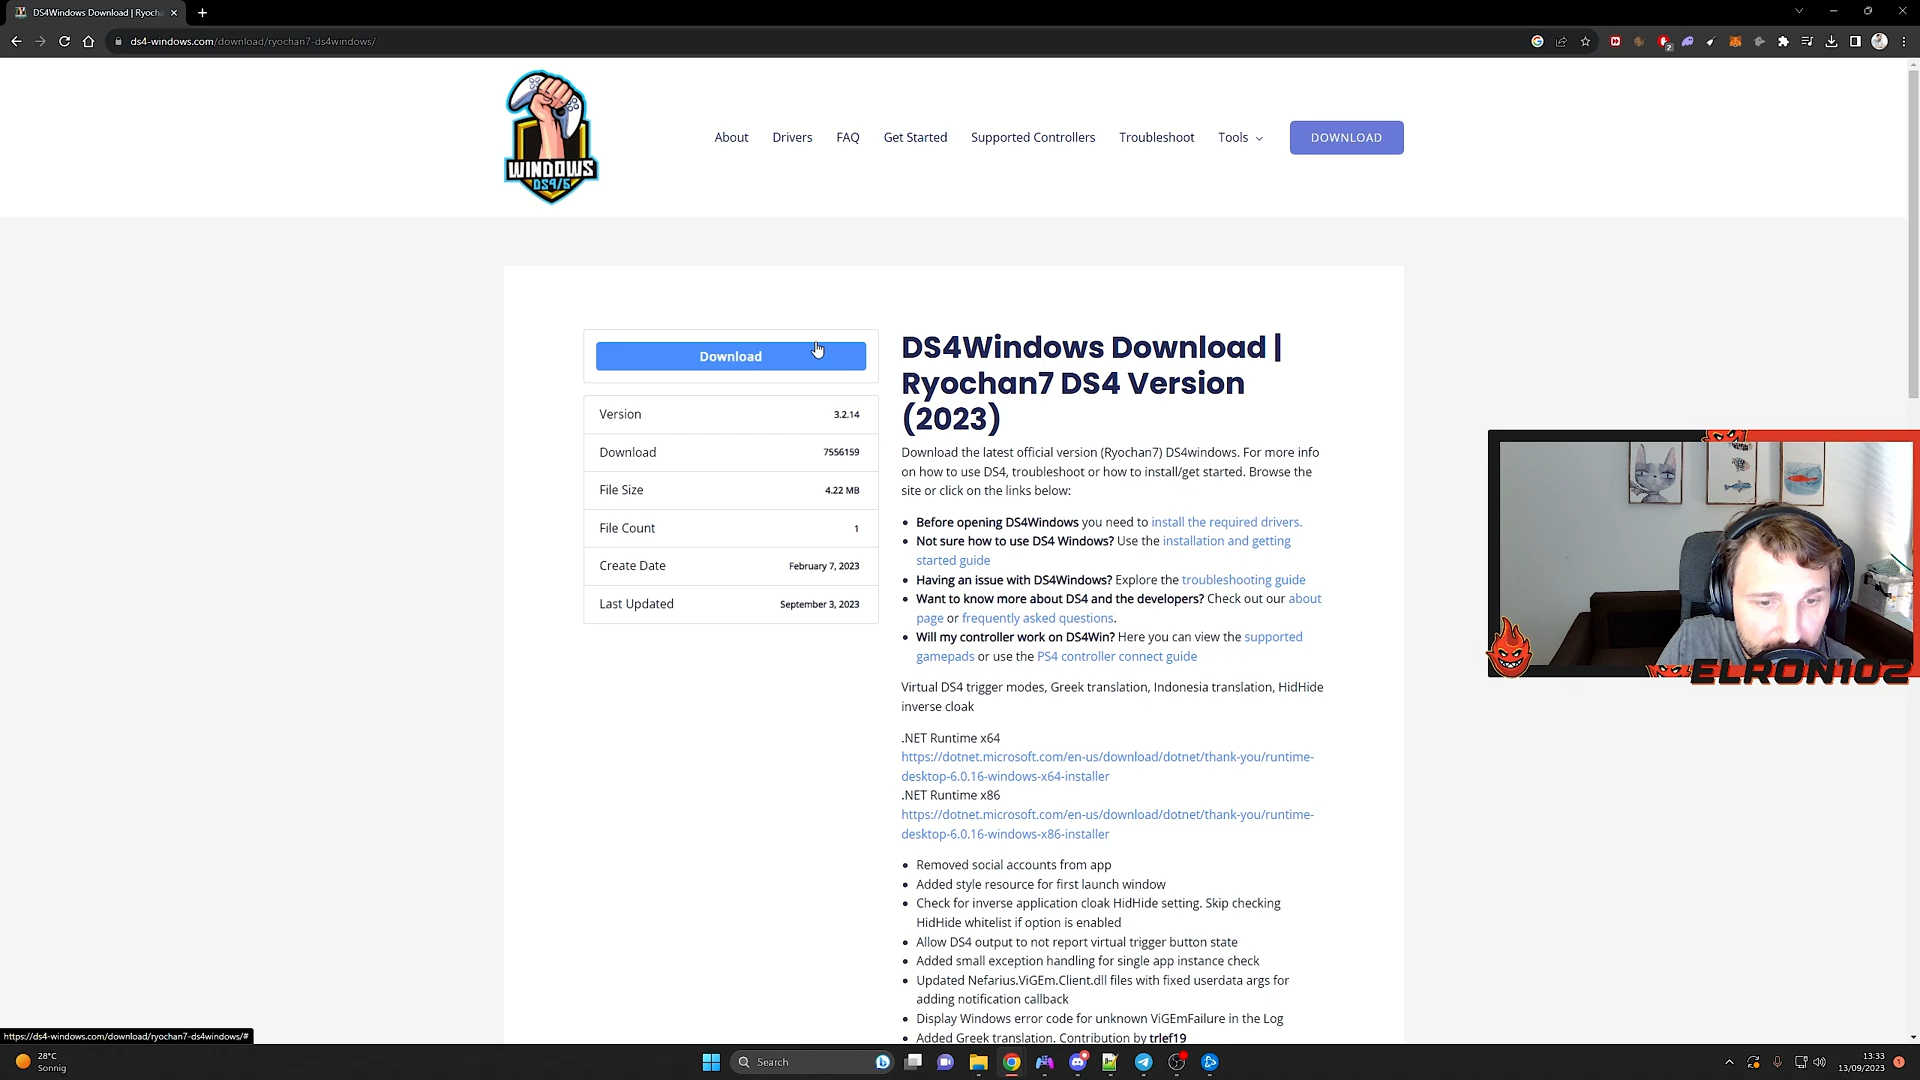 DS4Windows Download | Ryocha
ds4-windows.com/download/ryochan7-ds4windows/
2
WINDOWS
DS4/5
About
Drivers
FAQ
Get Started
Supported Controllers
Troubleshoot
Tools
DOWNLOAD
Download
Version 3.2.14
Download 7556159
File Size 4.22 MB
File Count 1
Create Date February 7, 2023
Last Updated September 3, 2023
DS4Windows Download |
Ryochan7 DS4 Version
(2023)
Download the latest official version (Ryochan7) DS4windows. For more info
on how to use DS4, troubleshoot or how to install/get started. Browse the
site or click on the links below:
Before opening DS4Windows you need to install the required drivers.
Not sure how to use DS4 Windows? Use the installation and getting
started guide
Having an issue with DS4Windows? Explore the troubleshooting guide
Want to know more about DS4 and the developers? Check out our about
page or frequently asked questions.
Will my controller work on DS4Win? Here you can view the supported
gamepads or use the PS4 controller connect guide
Virtual DS4 trigger modes, Greek translation, Indonesia translation, HidHide
inverse cloak
.NET Runtime x64
https://dotnet.microsoft.com/en-us/download/dotnet/thank-you/runtime-
desktop-6.0.16-windows-x64-installer
.NET Runtime x86
https://dotnet.microsoft.com/en-us/download/dotnet/thank-you/runtime-
desktop-6.0.16-windows-x86-installer
Removed social accounts from app
Added style resource for first launch window
Check for inverse application cloak HidHide setting. Skip checking
HidHide whitelist if option is enabled
Allow DS4 output to not report virtual trigger button state
Added small exception handling for single app instance check
Updated Nefarius.ViGEm.Client.dll files with fixed userdata args for
adding notification callback
Display Windows error code for unknown ViGEmFailure in the Log
Added Greek translation. Contribution by trlef19
ELRON102
https://ds4-windows.com/download/ryochan7-ds4windows/#
28°C
Sonnig
Search
13:33
13/09/2023
1